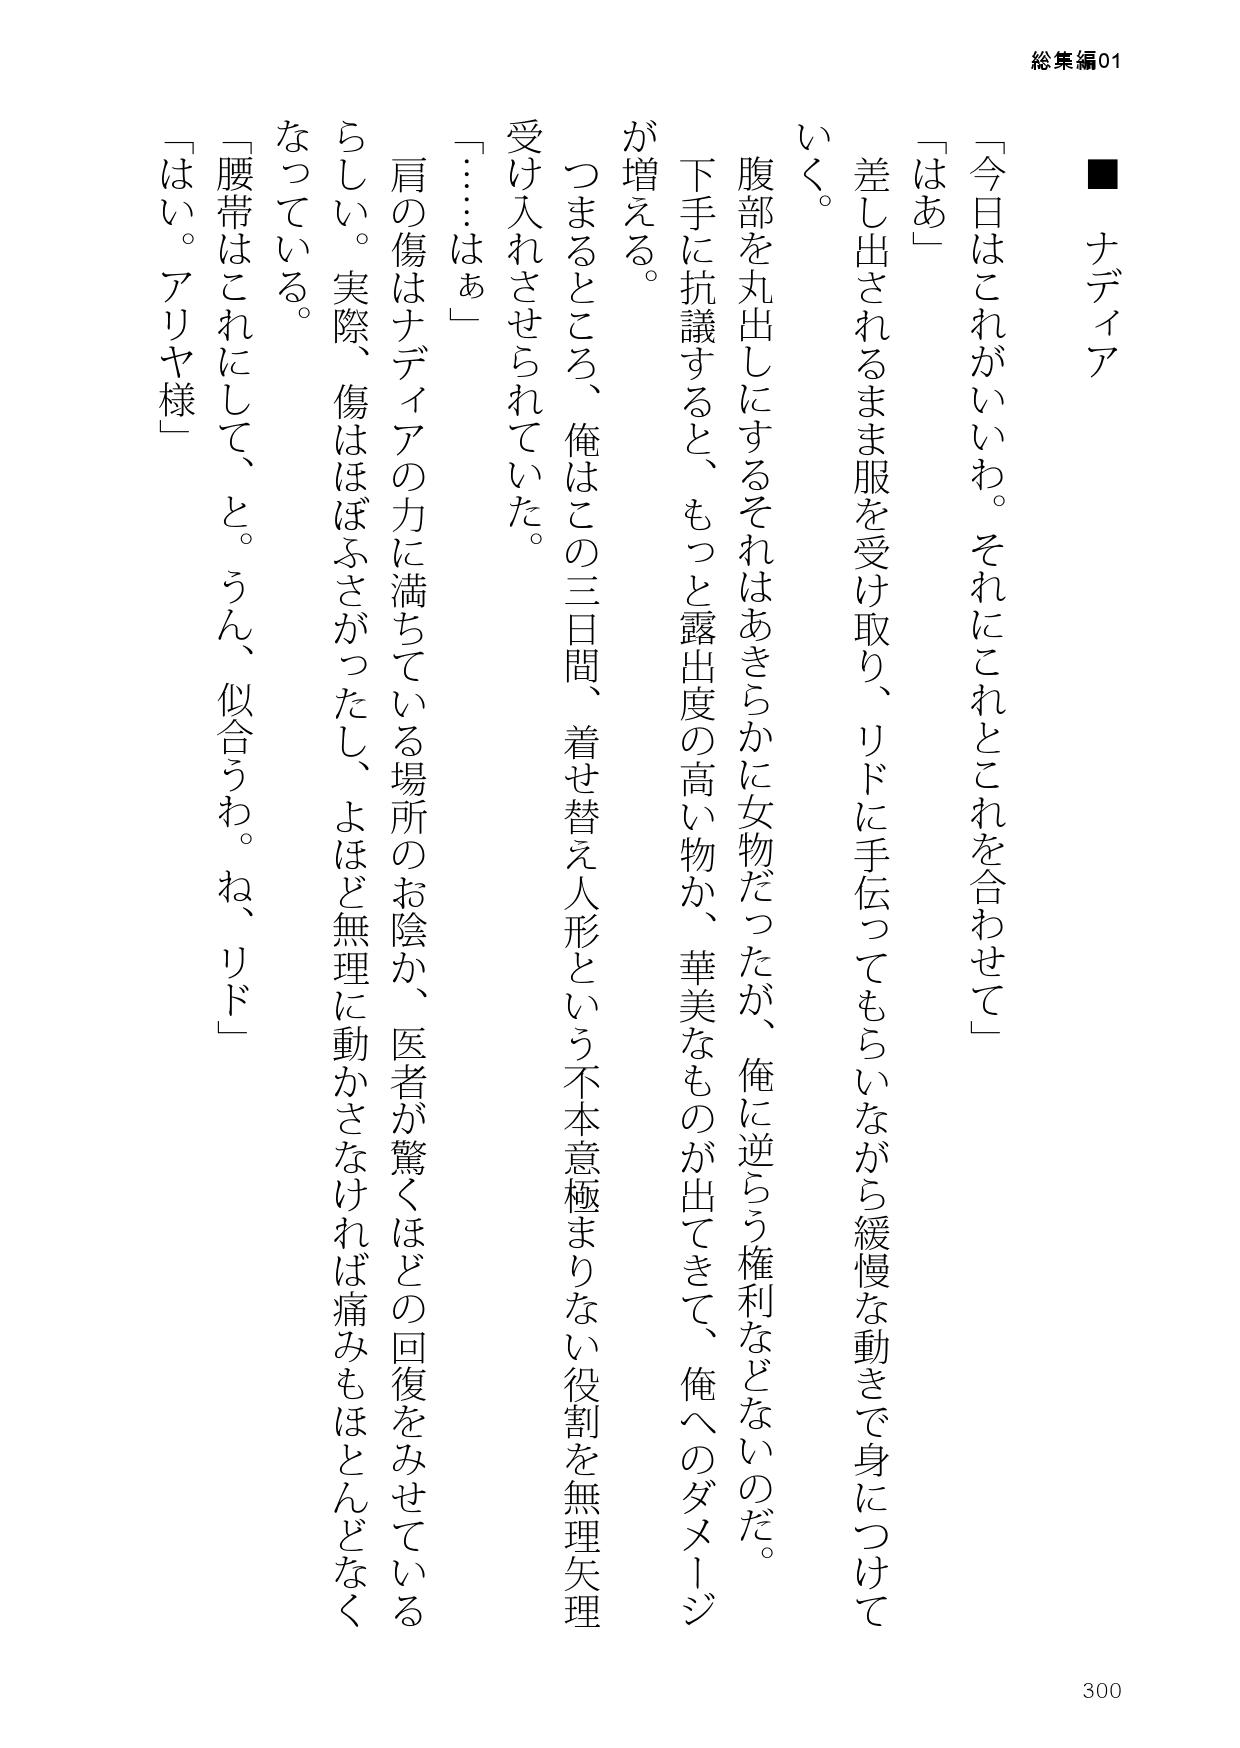 総集編01
■　ナディア
「今日はこれがいいわ。それにこれとこれを合わせて」
「はあ」
　差し出されるまま服を受け取り、リドに手伝ってもらいながら緩慢な動きで身につけて
いく。
　腹部を丸出しにするそれはあきらかに女物だったが、俺に逆らう権利などないのだ。
　下手に抗議すると、もっと露出度の高い物か、華美なものが出てきて、俺へのダメージ
が増える。
　つまるところ、俺はこの三日間、着せ替え人形という不本意極まりない役割を無理矢理
受け入れさせられていた。
「……はぁ」
　肩の傷はナディアの力に満ちている場所のお陰か、医者が驚くほどの回復をみせている
らしい。実際、傷はほぼふさがったし、よほど無理に動かさなければ痛みもほとんどなく
なっている。
「腰帯はこれにして、と。うん、似合うわ。ね、リド」
「はい。アリヤ様」
300